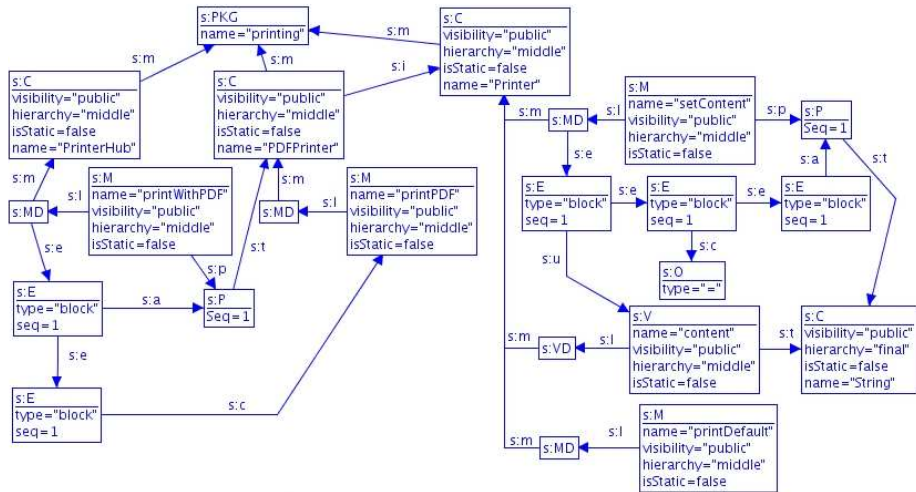 s:PKG
name="printing"
s:m
s:m
s:m
s:C
visibility="public"
hierarchy="middle"
isStatic=false
name="Printer"
s:C
visibility="public"
hierarchy="middle"
isStatic=false
name="PrinterHub"
s:C
visibility="public"
hierarchy="middle"
isStatic=false
name="PDFPrinter"
s:i
s:m
s:MD
s:l
s:M
name="printWithPDF"
visibility="public"
hierarchy="middle"
isStatic=false
s:m
s:MD
s:l
s:M
name="printPDF"
visibility="public"
hierarchy="middle"
isStatic=false
s:e
s:p
s:t
s:E
type="block"
seq=1
s:a
s:P
Seq=1
s:e
s:E
type="block"
seq=1
s:c
s:m
s:MD
s:l
s:M
name="setContent"
visibility="public"
hierarchy="middle"
isStatic=false
s:p
s:P
Seq=1
s:e
s:a
s:t
s:E
type="block"
seq=1
s:e
s:E
type="block"
seq=1
s:e
s:E
type="block"
seq=1
s:u
s:c
s:O
type="="
s:m
s:VD
s:l
s:V
name="content"
visibility="public"
hierarchy="middle"
isStatic=false
s:t
s:C
visibility="public"
hierarchy="final"
isStatic=false
name="String"
s:m
s:MD
s:l
s:M
name="printDefault"
visibility="public"
hierarchy="middle"
isStatic=false